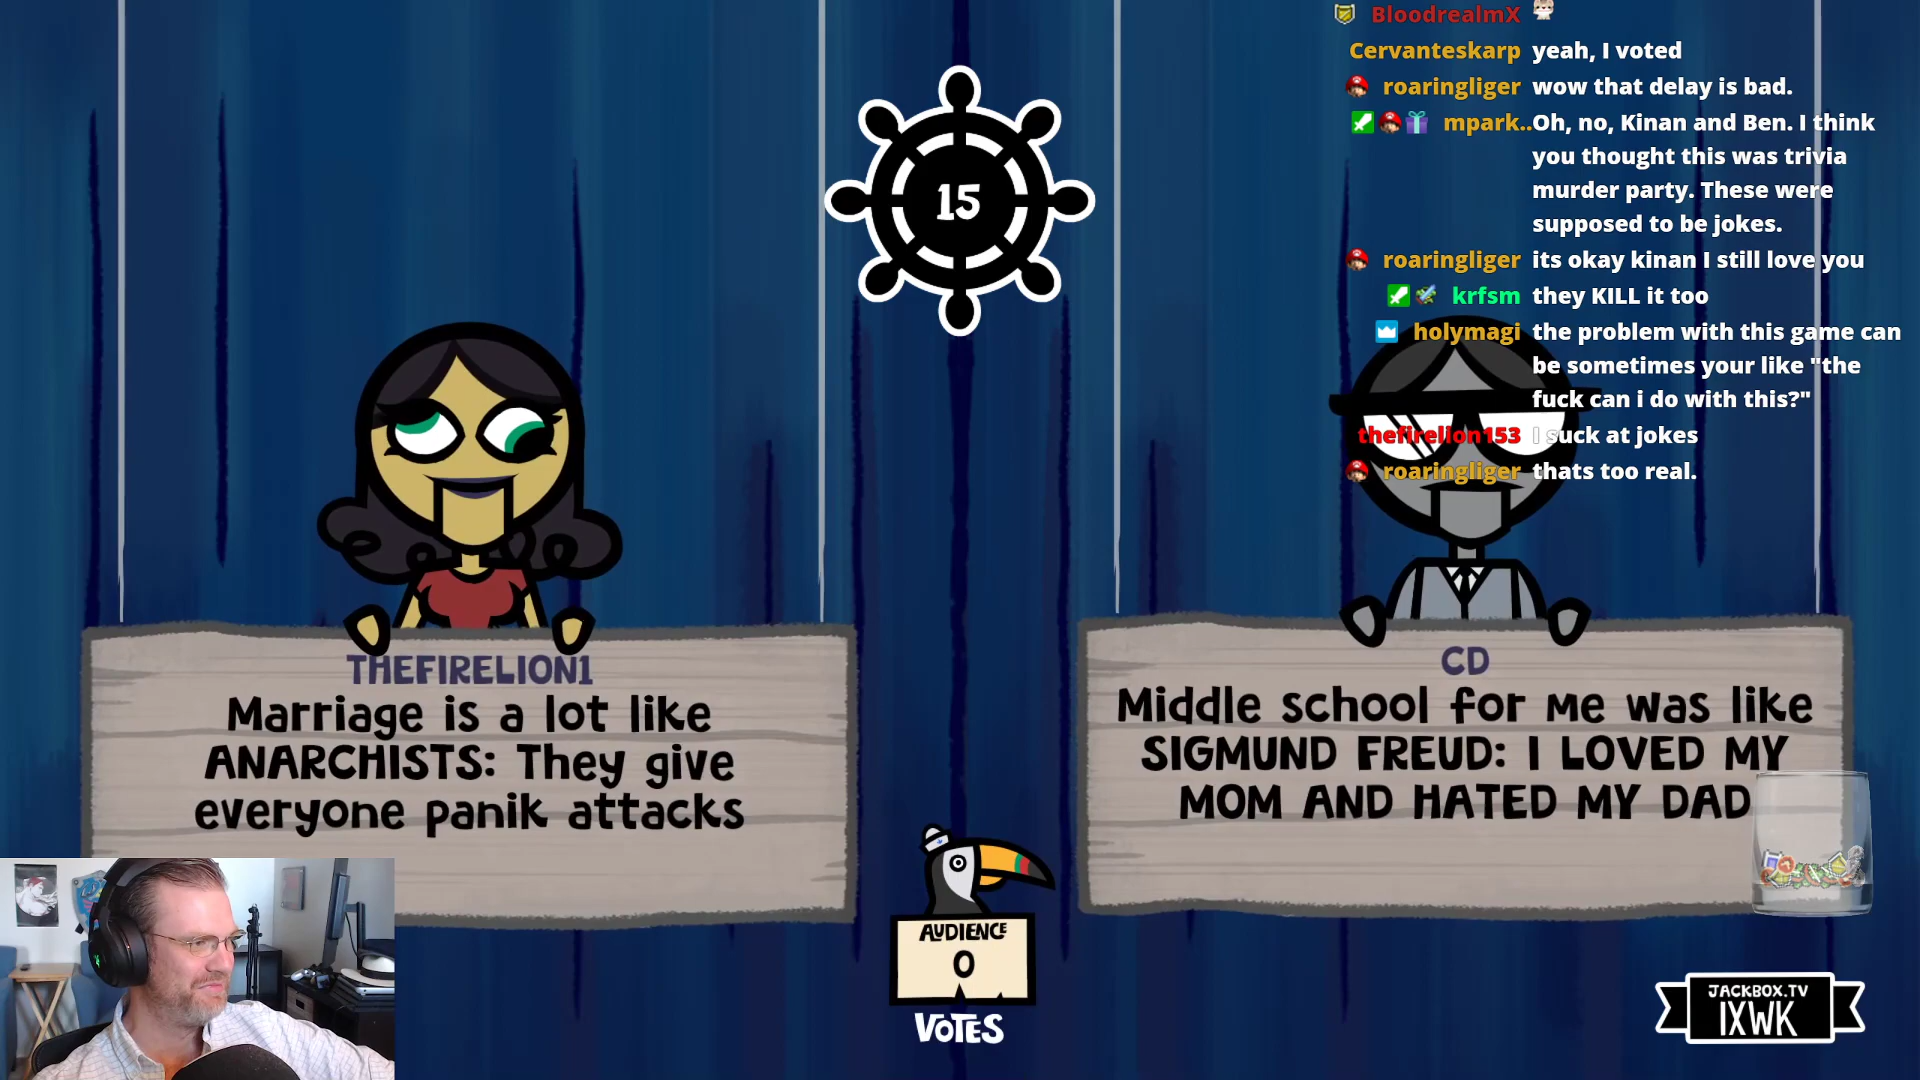 BloodrealmX
Cervanteskarp yeah, I voted
roaringliger wow that delay is bad.
mpark.. Oh, no, Kinan and Ben. I think
you thought this was trivia
murder party. These were
supposed to be jokes.
roaringliger its okay kinan I still love you
krfsm they KILL it too
holymagi the problem with this game can
be sometimes your like "the
fuck can i do with this?"
thefirelion153 I suck at jokes
roaringliger thats too real.
15
THEFIRELION1
Marriage is a lot like
ANARCHISTS: They give
everyone panik attacks
CD
Middle school for me was like
SIGMUND FREUD: I LOVED MY
MOM AND HATED MY DAD
AUDIENCE
0
VOTES
JACKBOX.TV
IXWK